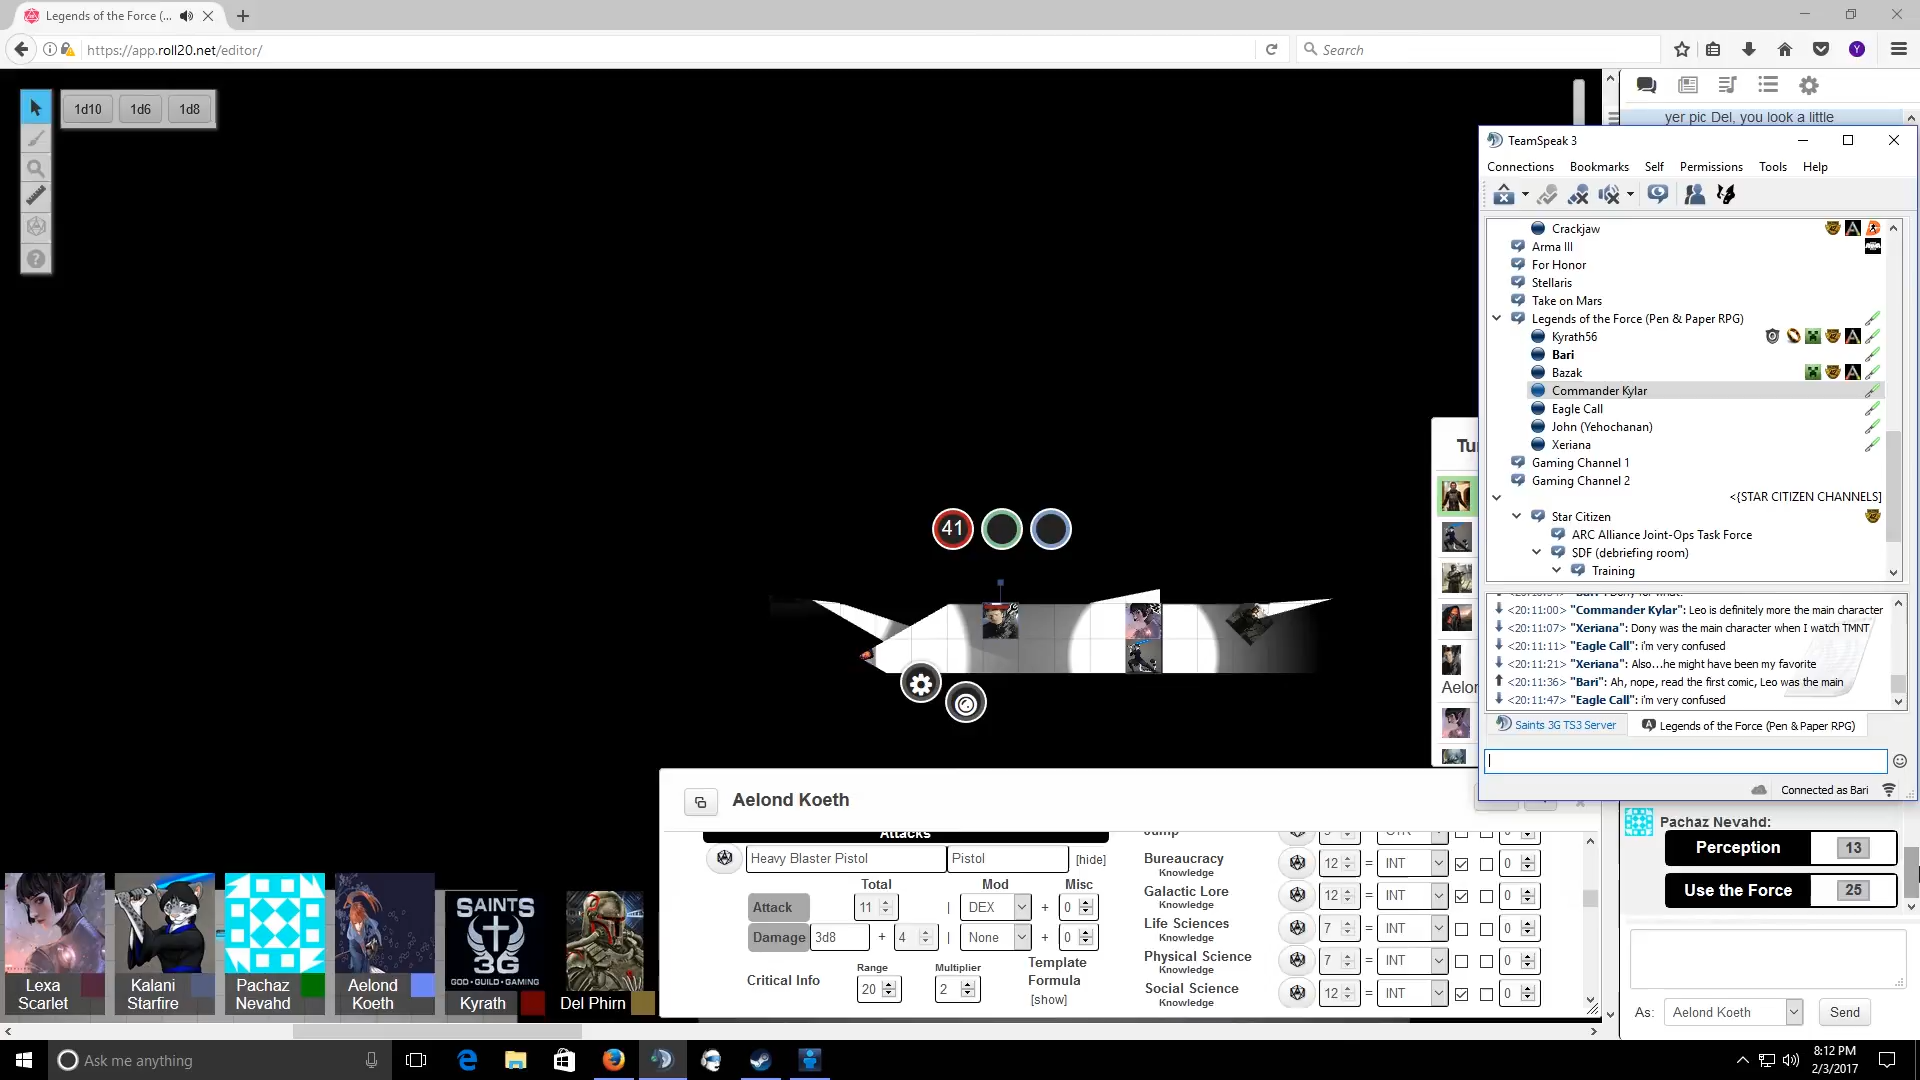 Legends of the Force (...
https://app.roll20.net/editor/
Search
1d10
1d6
1d8
yer pic Del, you look a little
TeamSpeak 3
Connections
Bookmarks
Self
Permissions
Tools
Help
Crackjaw
Arma III
For Honor
Stellaris
Take on Mars
Legends of the Force (Pen & Paper RPG)
Kyrath56
Bari
Bazak
Commander Kylar
Eagle Call
John (Yehochanan)
Xeriana
Gaming Channel 1
Gaming Channel 2
<{STAR CITIZEN CHANNELS]
Star Citizen
ARC Alliance Joint-Ops Task Force
SDF (debriefing room)
Training
<20:11:00> "Commander Kylar": Leo is definitely more the main character
<20:11:07> "Xeriana": Dony was the main character when I watch TMNT
<20:11:11> "Eagle Call": i'm very confused
<20:11:21> "Xeriana": Also...he might have been my favorite
<20:11:36> "Bari": Ah, nope, read the first comic, Leo was the main
<20:11:47> "Eagle Call": i'm very confused
Saints 3G TS3 Server
Legends of the Force (Pen & Paper RPG)
Connected as Bari
41
Tu
Aelon
Aelond Koeth
Attacks
Heavy Blaster Pistol
Pistol
[hide]
Total
Mod
Misc
Attack
11
|
DEX
+
0
Damage
3d8
+
4
|
None
+
0
Critical Info
Range
20
Multiplier
2
Template
Formula
[show]
Jump
Bureaucracy
Knowledge
12 = INT 0
Galactic Lore
Knowledge
12 = INT 0
Life Sciences
Knowledge
7 = INT 0
Physical Science
Knowledge
7 = INT 0
Social Science
Knowledge
12 = INT 0
Pachaz Nevahd:
Perception 13
Use the Force 25
As: Aelond Koeth
Send
Lexa
Scarlet
Kalani
Starfire
Pachaz
Nevahd
Aelond
Koeth
SAINTS
3G
GOD • GUILD • GAMING
Kyrath
Del Phirn
Ask me anything
8:12 PM
2/3/2017